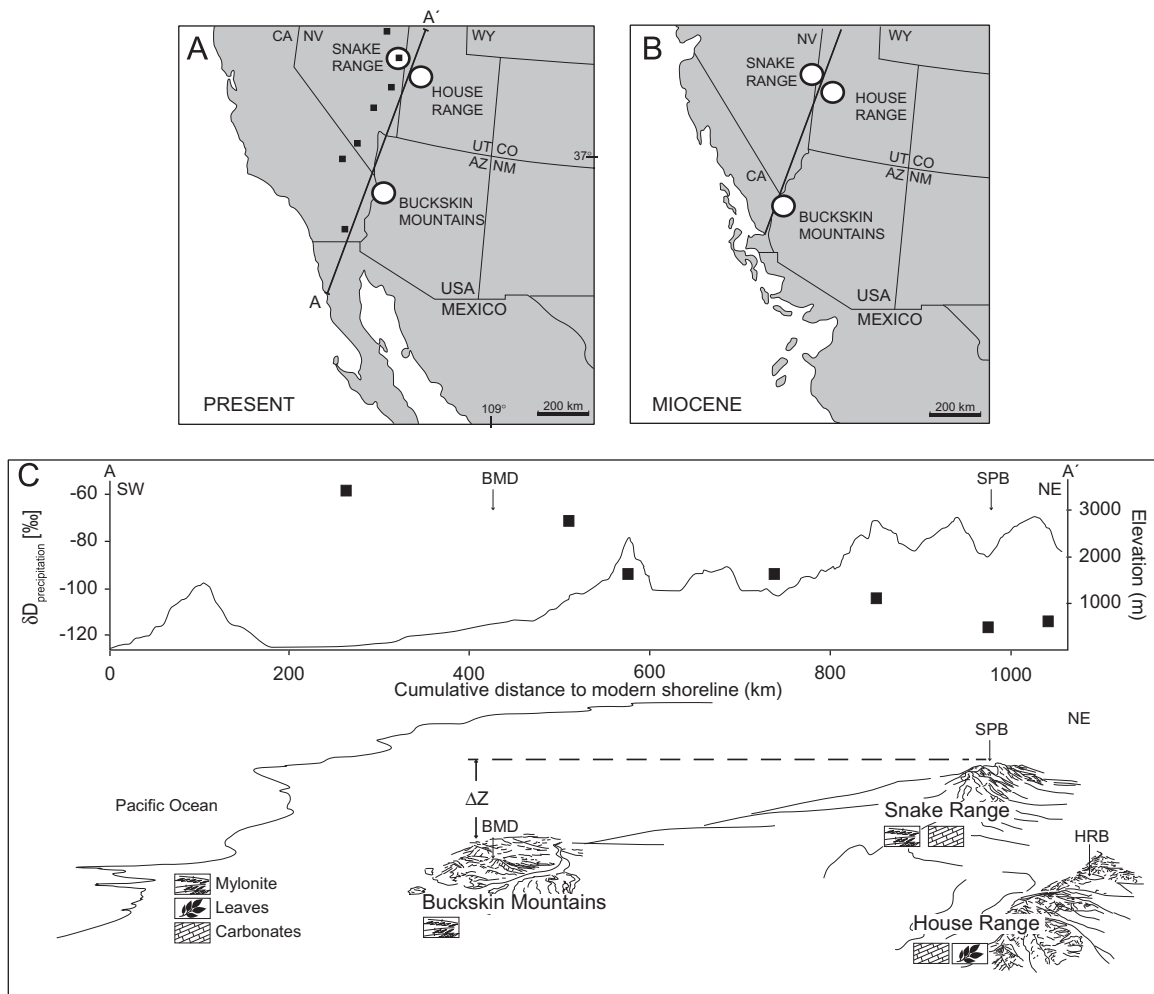 A
A´
CA
NV
WY
SNAKE
RANGE
HOUSE
RANGE
UT
CO
AZ
NM
37°
BUCKSKIN
MOUNTAINS
USA
MEXICO
A
PRESENT
109°
200 km
B
NV
WY
SNAKE
RANGE
HOUSE
RANGE
UT
CO
AZ
NM
CA
BUCKSKIN
MOUNTAINS
USA
MEXICO
MIOCENE
200 km
C
A
SW
BMD
SPB
A´
NE
δD precipitation [‰]
-60
-80
-100
-120
3000
2000
1000
Elevation (m)
0
200
400
600
800
1000
Cumulative distance to modern shoreline (km)
NE
SPB
Pacific Ocean
ΔZ
BMD
Snake Range
HRB
Buckskin Mountains
House Range
Mylonite
Leaves
Carbonates